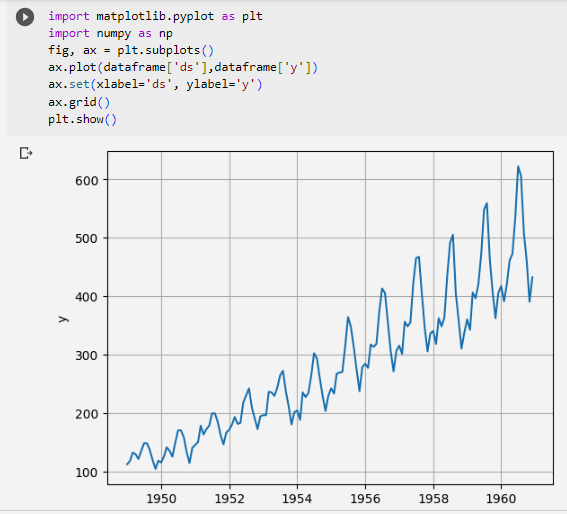 import matplotlib.pyplot as plt
import numpy as np
fig, ax = plt.subplots()
ax.plot(dataframe['ds'],dataframe['y'])
ax.set(xlabel='ds', ylabel='y')
ax.grid()
plt.show()
600
500
400
300
200
100
y
1950 1952 1954 1956 1958 1960